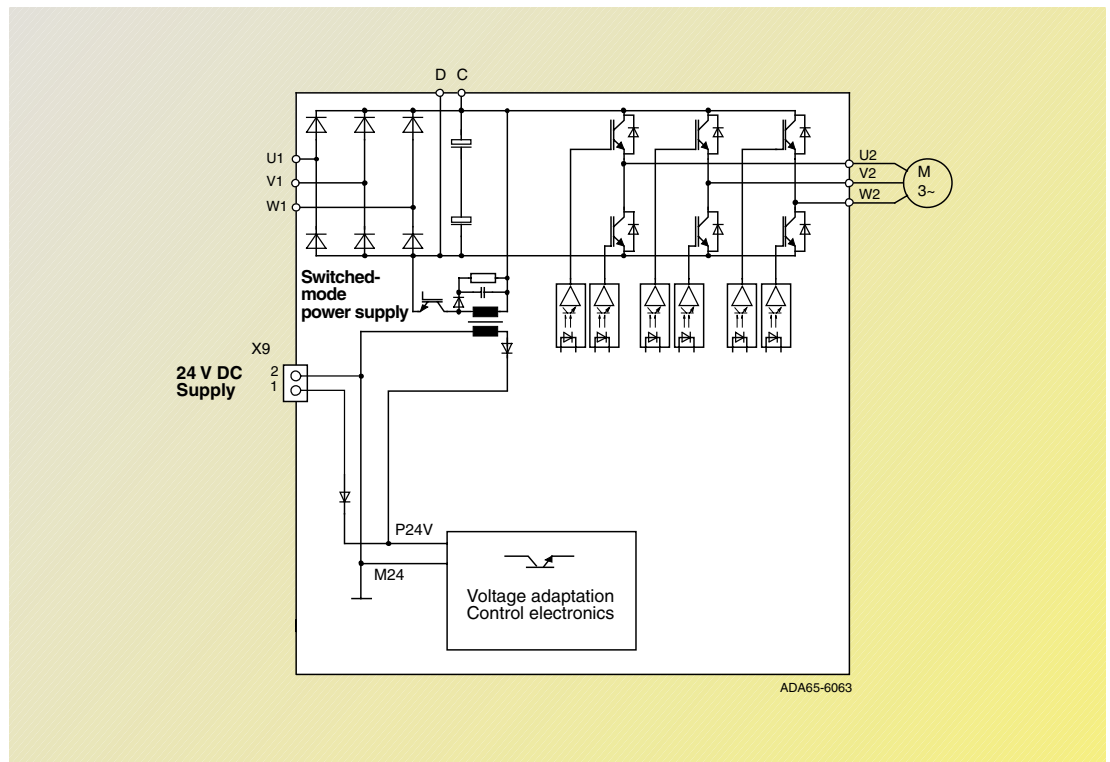 D C
U1
V1
W1
U2
V2
W2
M
3~
Switched-
mode
power supply
X9
24 V DC
Supply
2
1
P24V
M24
Voltage adaptation
Control electronics
ADA65-6063